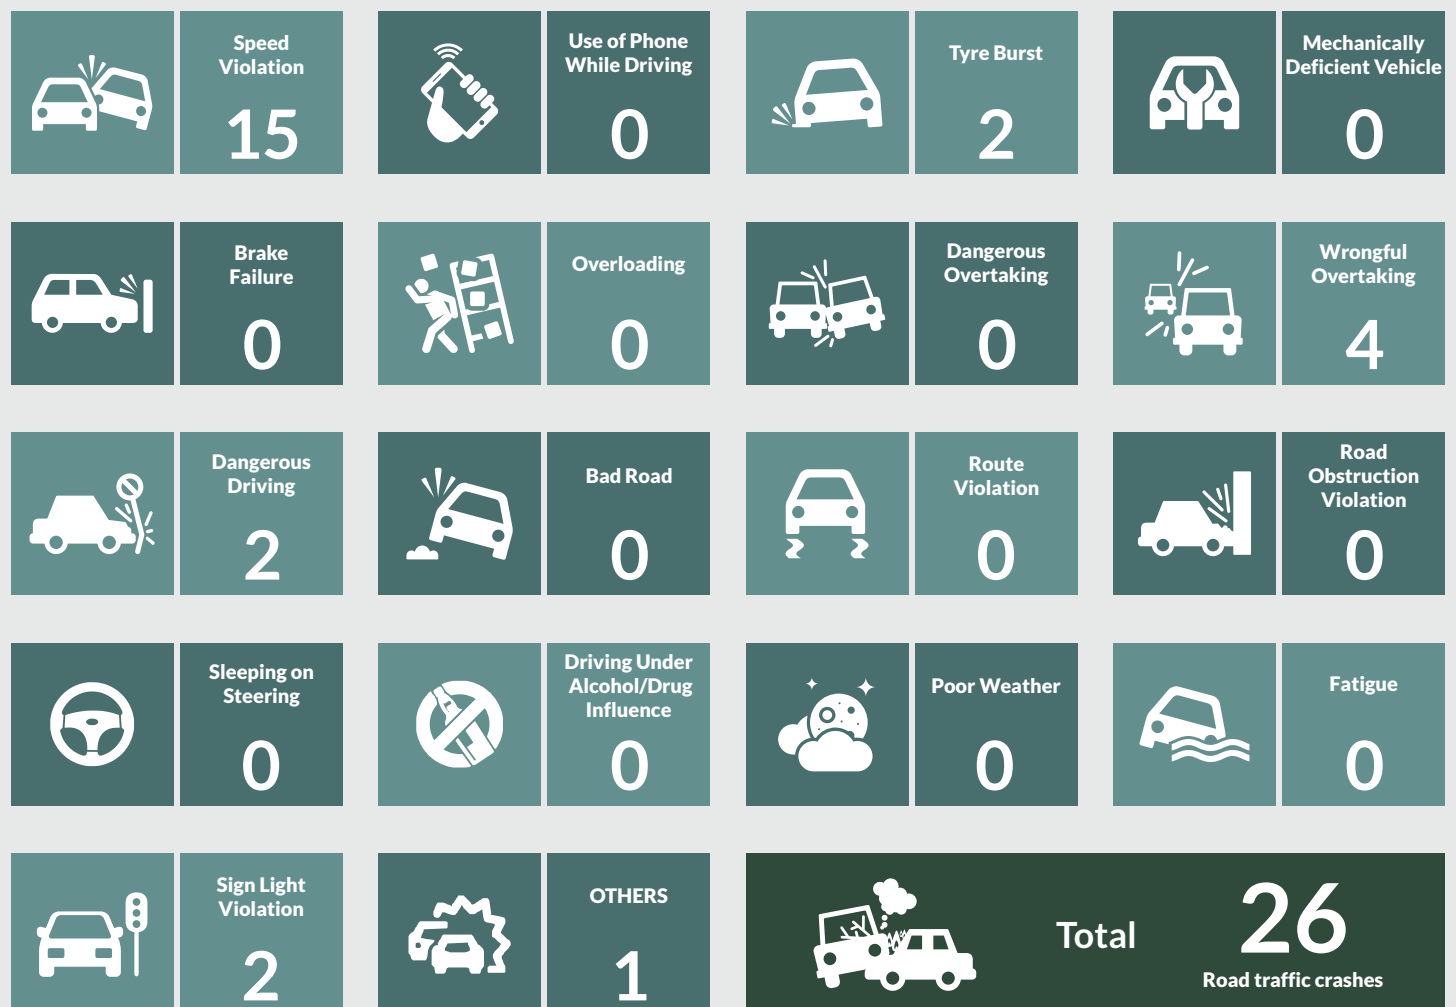 Speed
Violation
15
Use of Phone
While Driving
0
Tyre Burst
2
Mechanically
Deficient Vehicle
0
Brake
Failure
0
Overloading
0
Dangerous
Overtaking
0
Wrongful
Overtaking
4
Dangerous
Driving
2
Bad Road
0
Route
Violation
0
Road
Obstruction
Violation
0
Sleeping on
Steering
0
Driving Under
Alcohol/Drug
Influence
0
Poor Weather
0
Fatigue
0
Sign Light
Violation
2
OTHERS
1
Total
26
Road traffic crashes